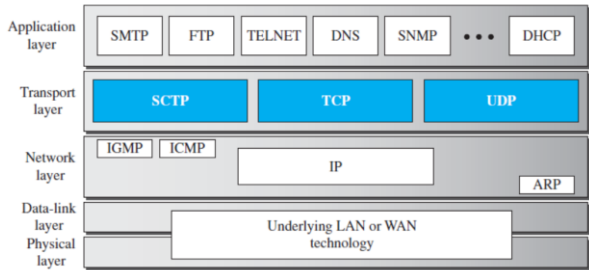 Application
layer
SMTP FTP TELNET DNS SNMP • • • DHCP
Transport
layer
SCTP TCP UDP
IGMP ICMP
Network
layer
IP
ARP
Data-link
layer
Underlying LAN or WAN
technology
Physical
layer